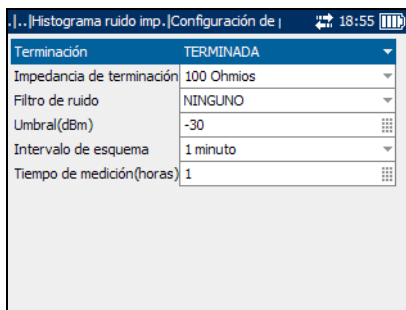 .|..|Histograma ruido imp.|Configuración de p 18:55
Terminación TERMINADA
Impedancia de terminación 100 Ohmios
Filtro de ruido NINGUNO
Umbral(dBm) -30
Intervalo de esquema 1 minuto
Tiempo de medición(horas) 1